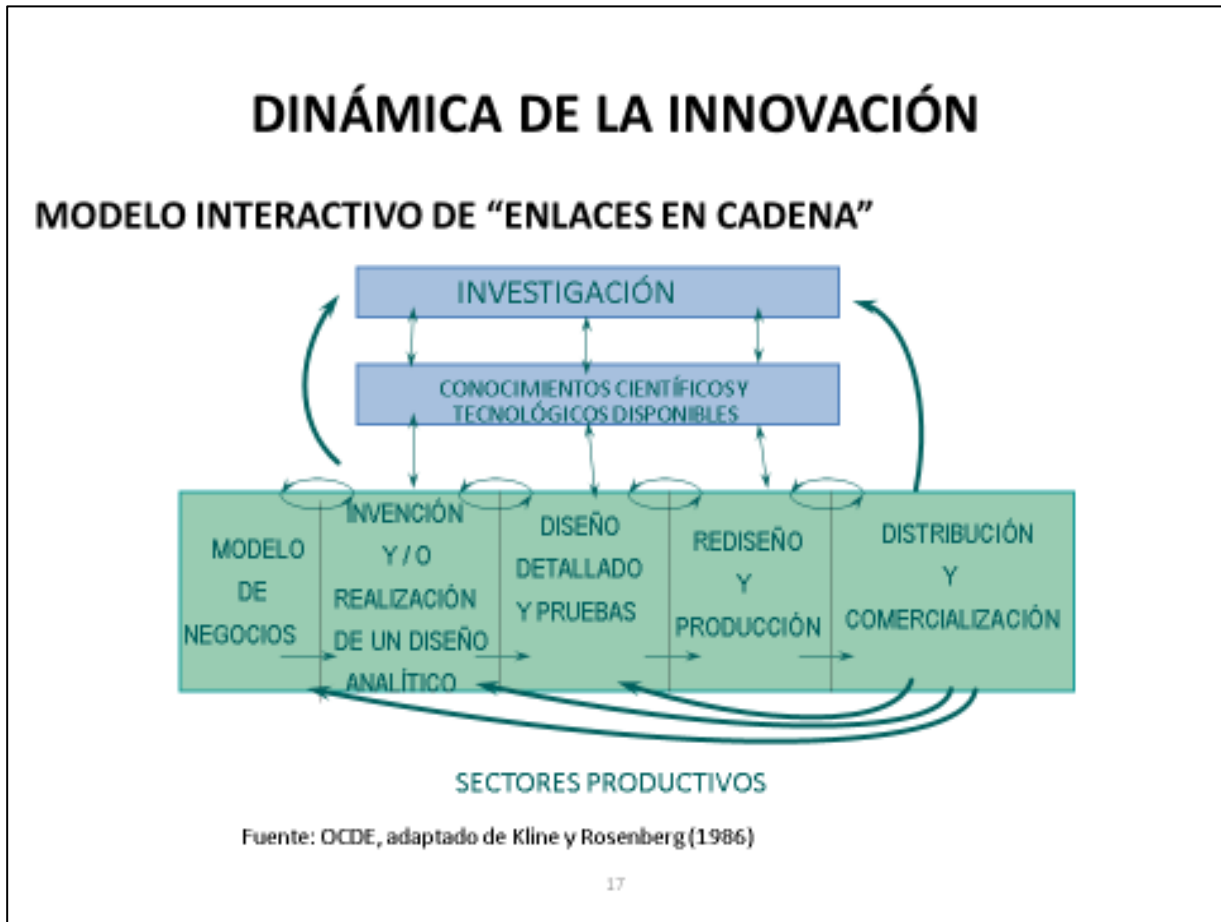 DINÁMICA DE LA INNOVACIÓN
MODELO INTERACTIVO DE “ENLACES EN CADENA”
INVESTIGACIÓN
CONOCIMIENTOS CIENTÍFICOS Y
TECNOLÓGICOS DISPONIBLES
MODELO
DE
NEGOCIOS
INVENCIÓN
Y / O
REALIZACIÓN
DE UN DISEÑO
ANALÍTICO
DISEÑO
DETALLADO
Y PRUEBAS
REDISEÑO
Y
PRODUCCIÓN
DISTRIBUCIÓN
Y
COMERCIALIZACIÓN
SECTORES PRODUCTIVOS
Fuente: OCDE, adaptado de Kline y Rosenberg (1986)
17